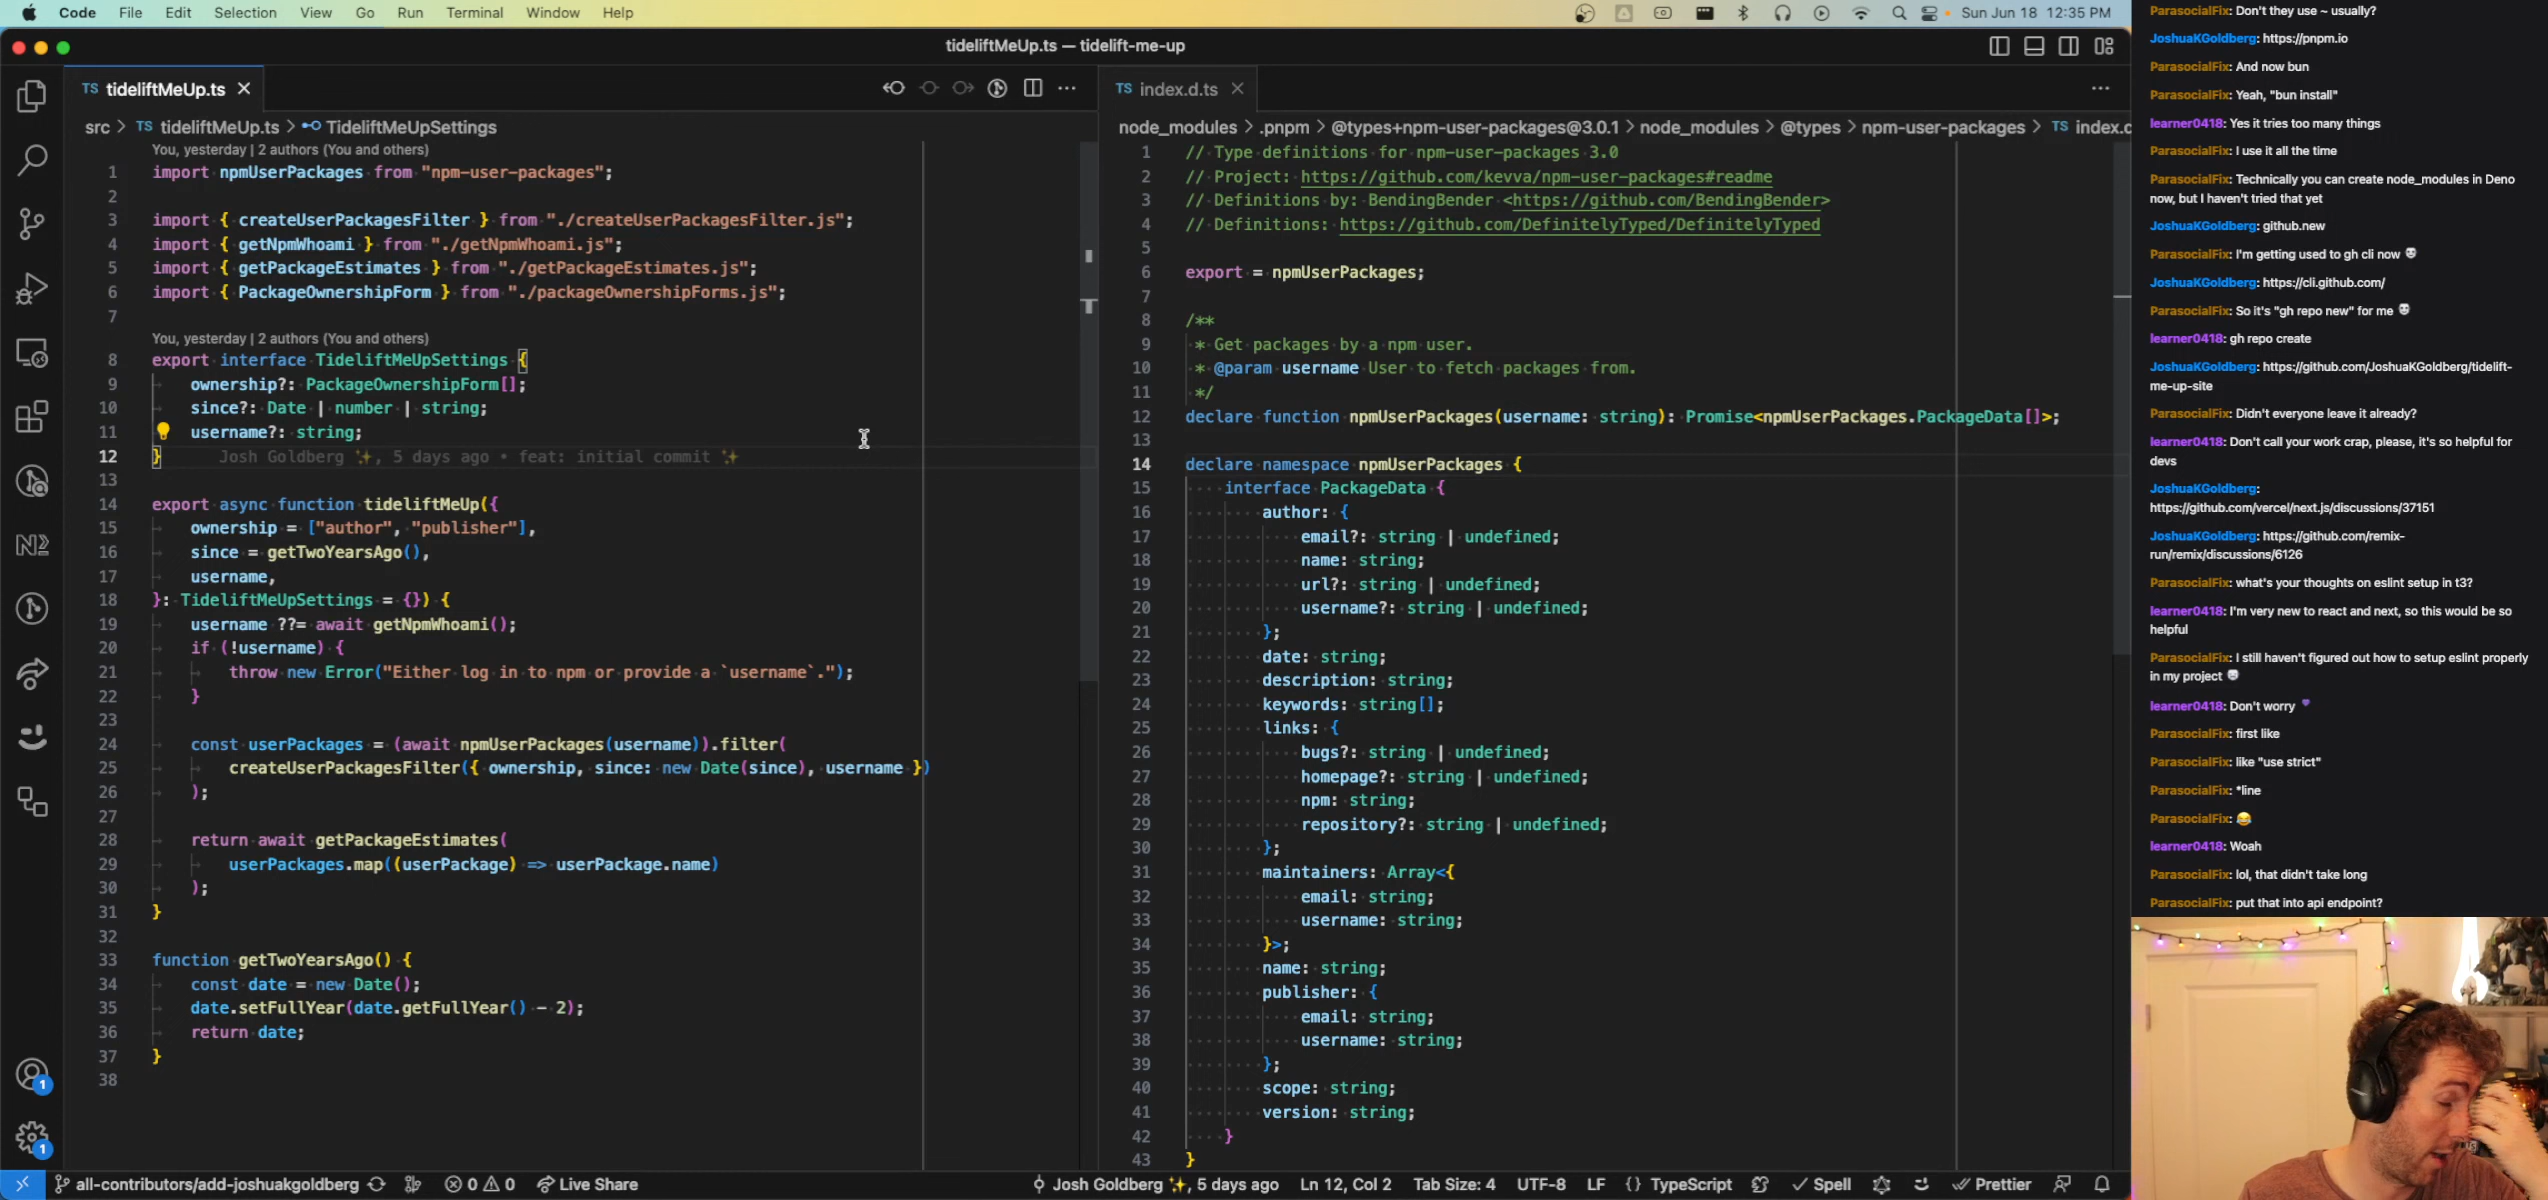 Code File Edit Selection View Go Run Terminal Window Help
Sun Jun 18 12:35 PM
tideliftMeUp.ts — tidelift-me-up
TS tideliftMeUp.ts
src > TS tideliftMeUp.ts > TideliftMeUpSettings
You, yesterday | 2 authors (You and others)
1 import npmUserPackages from "npm-user-packages";
2
3 import { createUserPackagesFilter } from "./createUserPackagesFilter.js";
4 import { getNpmWhoami } from "./getNpmWhoami.js";
5 import { getPackageEstimates } from "./getPackageEstimates.js";
6 import { PackageOwnershipForm } from "./packageOwnershipForms.js";
7
You, yesterday | 2 authors (You and others)
8 export interface TideliftMeUpSettings {
9 ownership?: PackageOwnershipForm[];
10 since?: Date | number | string;
11 username?: string;
12 } Josh Goldberg ✨, 5 days ago • feat: initial commit ✨
13
14 export async function tideliftMeUp({
15 ownership = ["author", "publisher"],
16 since = getTwoYearsAgo(),
17 username,
18 }: TideliftMeUpSettings = {}) {
19 username ??= await getNpmWhoami();
20 if (!username) {
21 throw new Error("Either log in to npm or provide a `username`.");
22 }
23
24 const userPackages = (await npmUserPackages(username)).filter(
25 createUserPackagesFilter({ ownership, since: new Date(since), username })
26 );
27
28 return await getPackageEstimates(
29 userPackages.map((userPackage) => userPackage.name)
30 );
31 }
32
33 function getTwoYearsAgo() {
34 const date = new Date();
35 date.setFullYear(date.getFullYear() - 2);
36 return date;
37 }
38
TS index.d.ts
node_modules > .pnpm > @types+npm-user-packages@3.0.1 > node_modules > @types > npm-user-packages > TS index.d
1 // Type definitions for npm-user-packages 3.0
2 // Project: https://github.com/kevva/npm-user-packages#readme
3 // Definitions by: BendingBender <https://github.com/BendingBender>
4 // Definitions: https://github.com/DefinitelyTyped/DefinitelyTyped
5
6 export = npmUserPackages;
7
8 /**
9 * Get packages by a npm user.
10 * @param username User to fetch packages from.
11 */
12 declare function npmUserPackages(username: string): Promise<npmUserPackages.PackageData[]>;
13
14 declare namespace npmUserPackages {
15 interface PackageData {
16 author: {
17 email?: string | undefined;
18 name: string;
19 url?: string | undefined;
20 username?: string | undefined;
21 };
22 date: string;
23 description: string;
24 keywords: string[];
25 links: {
26 bugs?: string | undefined;
27 homepage?: string | undefined;
28 npm: string;
29 repository?: string | undefined;
30 };
31 maintainers: Array<{
32 email: string;
33 username: string;
34 }>;
35 name: string;
36 publisher: {
37 email: string;
38 username: string;
39 };
40 scope: string;
41 version: string;
42 }
43 }
1
1
all-contributors/add-joshuakgoldberg 0 0 Live Share
Josh Goldberg ✨, 5 days ago Ln 12, Col 2 Tab Size: 4 UTF-8 LF {} TypeScript Spell Prettier
ParasocialFix: Don't they use ~ usually?
JoshuaKGoldberg: https://pnpm.io
ParasocialFix: And now bun
ParasocialFix: Yeah, "bun install"
learner0418: Yes it tries too many things
ParasocialFix: I use it all the time
ParasocialFix: Technically you can create node_modules in Deno
now, but I haven't tried that yet
JoshuaKGoldberg: github.new
ParasocialFix: I'm getting used to gh cli now
JoshuaKGoldberg: https://cli.github.com/
ParasocialFix: So it's "gh repo new" for me
learner0418: gh repo create
JoshuaKGoldberg: https://github.com/JoshuaKGoldberg/tidelift-
me-up-site
ParasocialFix: Didn't everyone leave it already?
learner0418: Don't call your work crap, please, it's so helpful for
devs
JoshuaKGoldberg:
https://github.com/vercel/next.js/discussions/37151
JoshuaKGoldberg: https://github.com/remix-
run/remix/discussions/6126
ParasocialFix: what's your thoughts on eslint setup in t3?
learner0418: I'm very new to react and next, so this would be so
helpful
ParasocialFix: I still haven't figured out how to setup eslint properly
in my project
learner0418: Don't worry
ParasocialFix: first like
ParasocialFix: like "use strict"
ParasocialFix: *line
ParasocialFix: 😂
learner0418: Woah
ParasocialFix: lol, that didn't take long
ParasocialFix: put that into api endpoint?